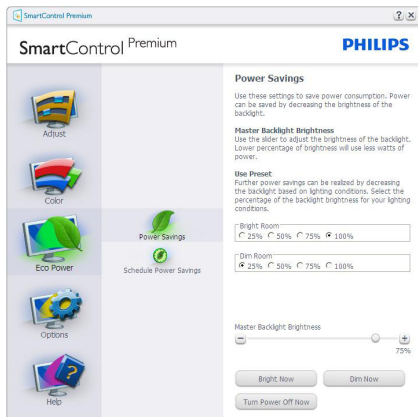 SmartControl Premium
? x
SmartControl Premium
PHILIPS
Adjust
Color
Eco Power
Options
Help
Power Savings
Schedule Power Savings
Power Savings
Use these settings to save power consumption. Power
can be saved by decreasing the brightness of the
backlight.
Master Backlight Brightness
Use the slider to adjust the brightness of the backlight.
Lower percentage of brightness will use less watts of
power.
Use Preset
Further power savings can be realized by decreasing
the backlight based on lighting conditions. Select the
percentage of the backlight brightness for your lighting
conditions.
Bright Room
25% 50% 75% 100%
Dim Room
25% 50% 75% 100%
Master Backlight Brightness
75%
Bright Now
Dim Now
Turn Power Off Now